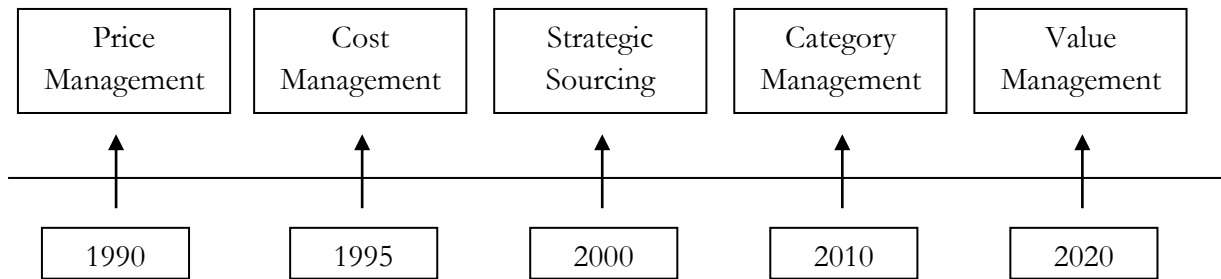 Price
Management
Cost
Management
Strategic
Sourcing
Category
Management
Value
Management
1990
1995
2000
2010
2020